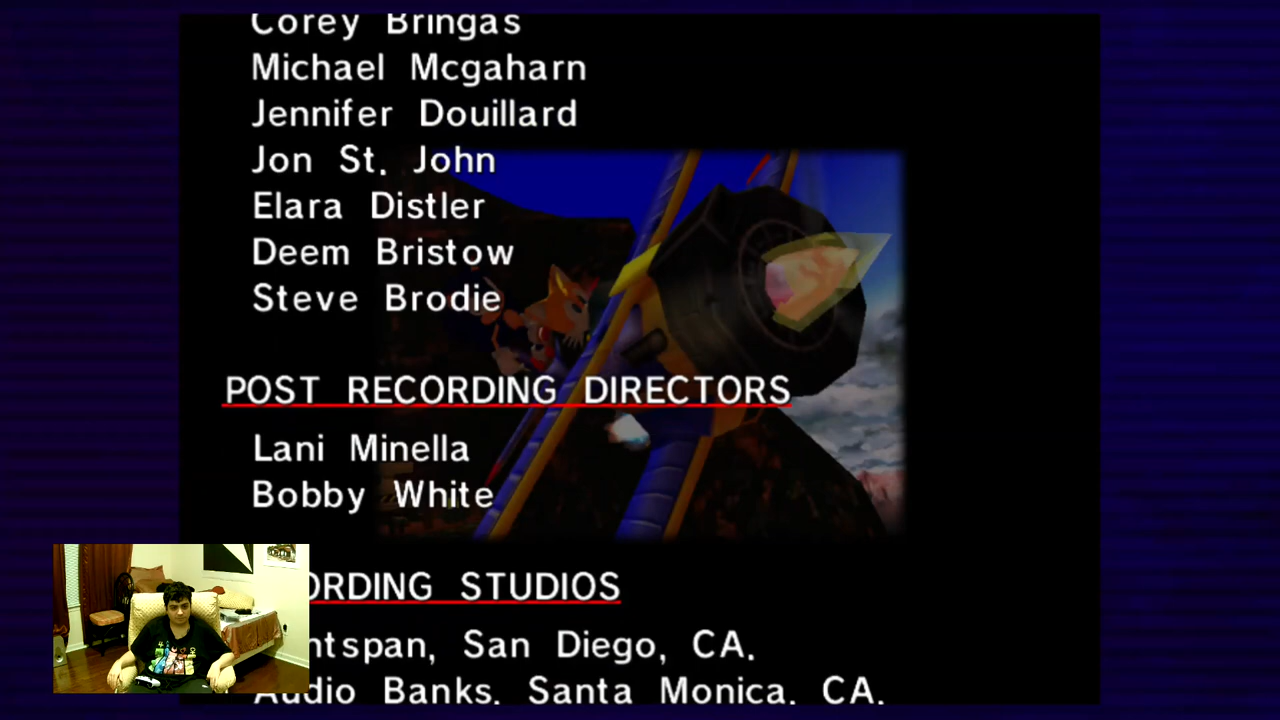 Corey Bringas
Michael Mcgaharn
Jennifer Douillard
Jon St. John
Elara Distler
Deem Bristow
Steve Brodie
POST RECORDING DIRECTORS
Lani Minella
Bobby White
ORDING STUDIOS
ntspan, San Diego, CA.
Audio Banks, Santa Monica, CA.